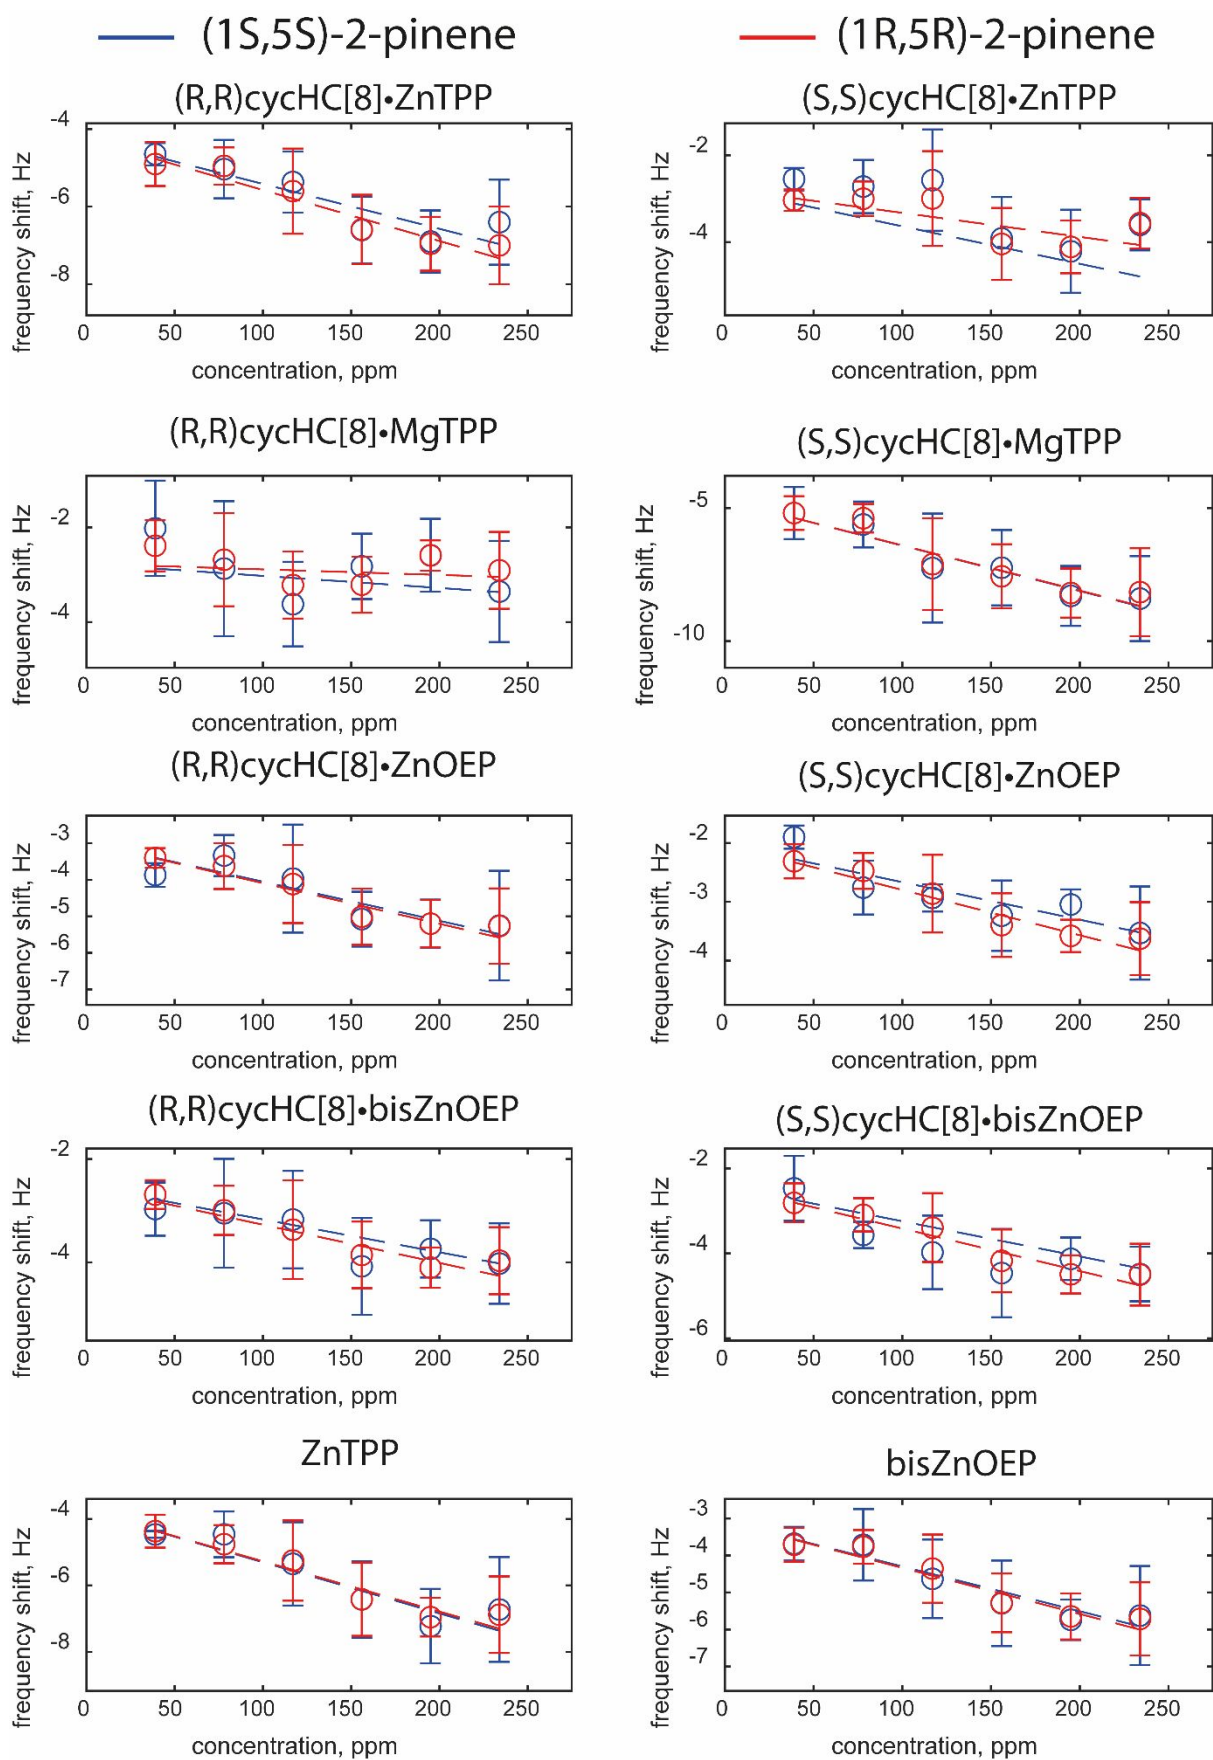 (1S,5S)-2-pinene
(1R,5R)-2-pinene
(R,R)cycHC[8]•ZnTPP
-4
-6
-8
frequency shift, Hz
0 50 100 150 200 250
concentration, ppm
(S,S)cycHC[8]•ZnTPP
-2
-4
frequency shift, Hz
0 50 100 150 200 250
concentration, ppm
(R,R)cycHC[8]•MgTPP
-2
-4
frequency shift, Hz
0 50 100 150 200 250
concentration, ppm
(S,S)cycHC[8]•MgTPP
-5
-10
frequency shift, Hz
0 50 100 150 200 250
concentration, ppm
(R,R)cycHC[8]•ZnOEP
-3
-4
-5
-6
-7
frequency shift, Hz
0 50 100 150 200 250
concentration, ppm
(S,S)cycHC[8]•ZnOEP
-2
-3
-4
frequency shift, Hz
0 50 100 150 200 250
concentration, ppm
(R,R)cycHC[8]•bisZnOEP
-2
-4
frequency shift, Hz
0 50 100 150 200 250
concentration, ppm
(S,S)cycHC[8]•bisZnOEP
-2
-4
-6
frequency shift, Hz
0 50 100 150 200 250
concentration, ppm
ZnTPP
-4
-6
-8
frequency shift, Hz
0 50 100 150 200 250
concentration, ppm
bisZnOEP
-3
-4
-5
-6
-7
frequency shift, Hz
0 50 100 150 200 250
concentration, ppm